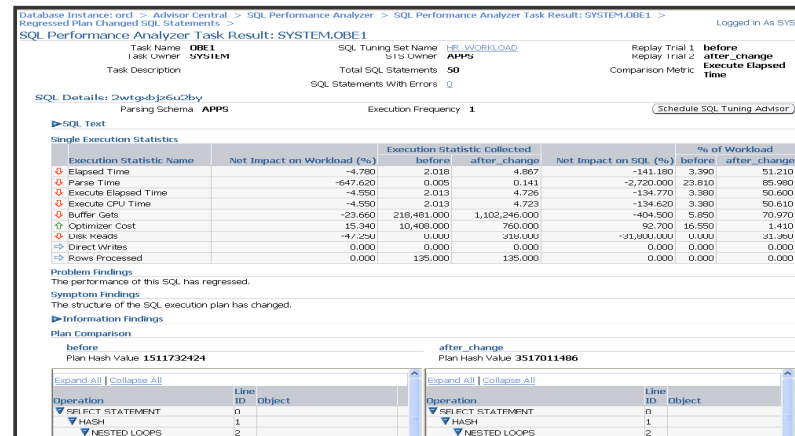 Database Instance: orcl > Advisor Central > SQL Performance Analyzer > SQL Performance Analyzer Task Result: SYSTEM.OBE1 >
Regressed Plan Changed SQL Statements >
Logged in As SYS
SQL Performance Analyzer Task Result: SYSTEM.OBE1
Task Name OBE1 SQL Tuning Set Name HR_WORKLOAD Replay Trial 1 before
Task Owner SYSTEM STS Owner APPS Replay Trial 2 after_change
Task Description Total SQL Statements 50 Comparison Metric Execute Elapsed Time
SQL Statements With Errors 0
SQL Details: 2wtgxbjz6u2by
Parsing Schema APPS Execution Frequency 1 Schedule SQL Tuning Advisor
SQL Text
Single Execution Statistics
Execution Statistic Collected % of Workload
Execution Statistic Name Net Impact on Workload (%) before after_change Net Impact on SQL (%) before after_change
Elapsed Time -4.780 2.018 4.867 -141.180 3.390 51.210
Parse Time -647.620 0.005 0.141 -2,720.000 23.810 85.980
Execute Elapsed Time -4.550 2.013 4.726 -134.770 3.380 50.600
Execute CPU Time -4.550 2.013 4.723 -134.620 3.380 50.610
Buffer Gets -23.660 218,481.000 1,102,246.000 -404.500 5.850 70.970
Optimizer Cost 15.340 10,408.000 760.000 92.700 16.550 1.410
Disk Reads -47.250 0.000 318.000 -31,800.000 0.000 31.360
Direct Writes 0.000 0.000 0.000 0.000 0.000 0.000
Rows Processed 0.000 135.000 135.000 0.000 0.000 0.000
Problem Findings
The performance of this SQL has regressed.
Symptom Findings
The structure of the SQL execution plan has changed.
Information Findings
Plan Comparison
before after_change
Plan Hash Value 1511732424 Plan Hash Value 3517011486
Expand All | Collapse All Expand All | Collapse All
Operation Line ID Object Operation Line ID Object
SELECT STATEMENT 0 SELECT STATEMENT 0
HASH 1 HASH 1
NESTED LOOPS 2 NESTED LOOPS 2